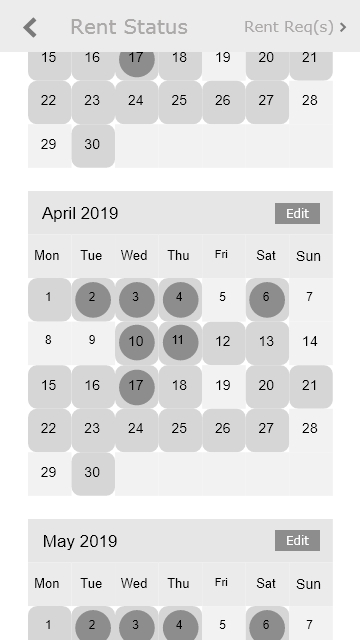 Rent Status Rent Req(s)
15 16 17 18 19 20 21
22 23 24 25 26 27 28
29 30
April 2019 Edit
Mon Tue Wed Thu Fri Sat Sun
1 2 3 4 5 6 7
8 9 10 11 12 13 14
15 16 17 18 19 20 21
22 23 24 25 26 27 28
29 30
May 2019 Edit
Mon Tue Wed Thu Fri Sat Sun
1 2 3 4 5 6 7